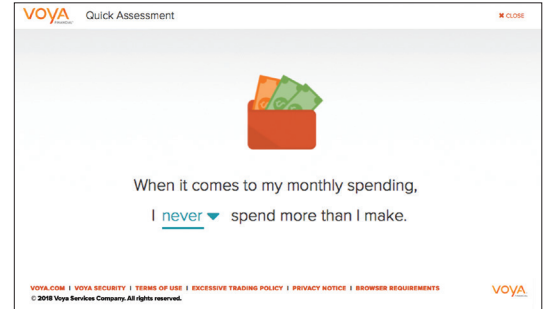 VOYA
FINANCIAL
Quick Assessment
✖ CLOSE
When it comes to my monthly spending,
I never spend more than I make.
VOYA.COM | VOYA SECURITY | TERMS OF USE | EXCESSIVE TRADING POLICY | PRIVACY NOTICE | BROWSER REQUIREMENTS
© 2018 Voya Services Company. All rights reserved.
VOYA